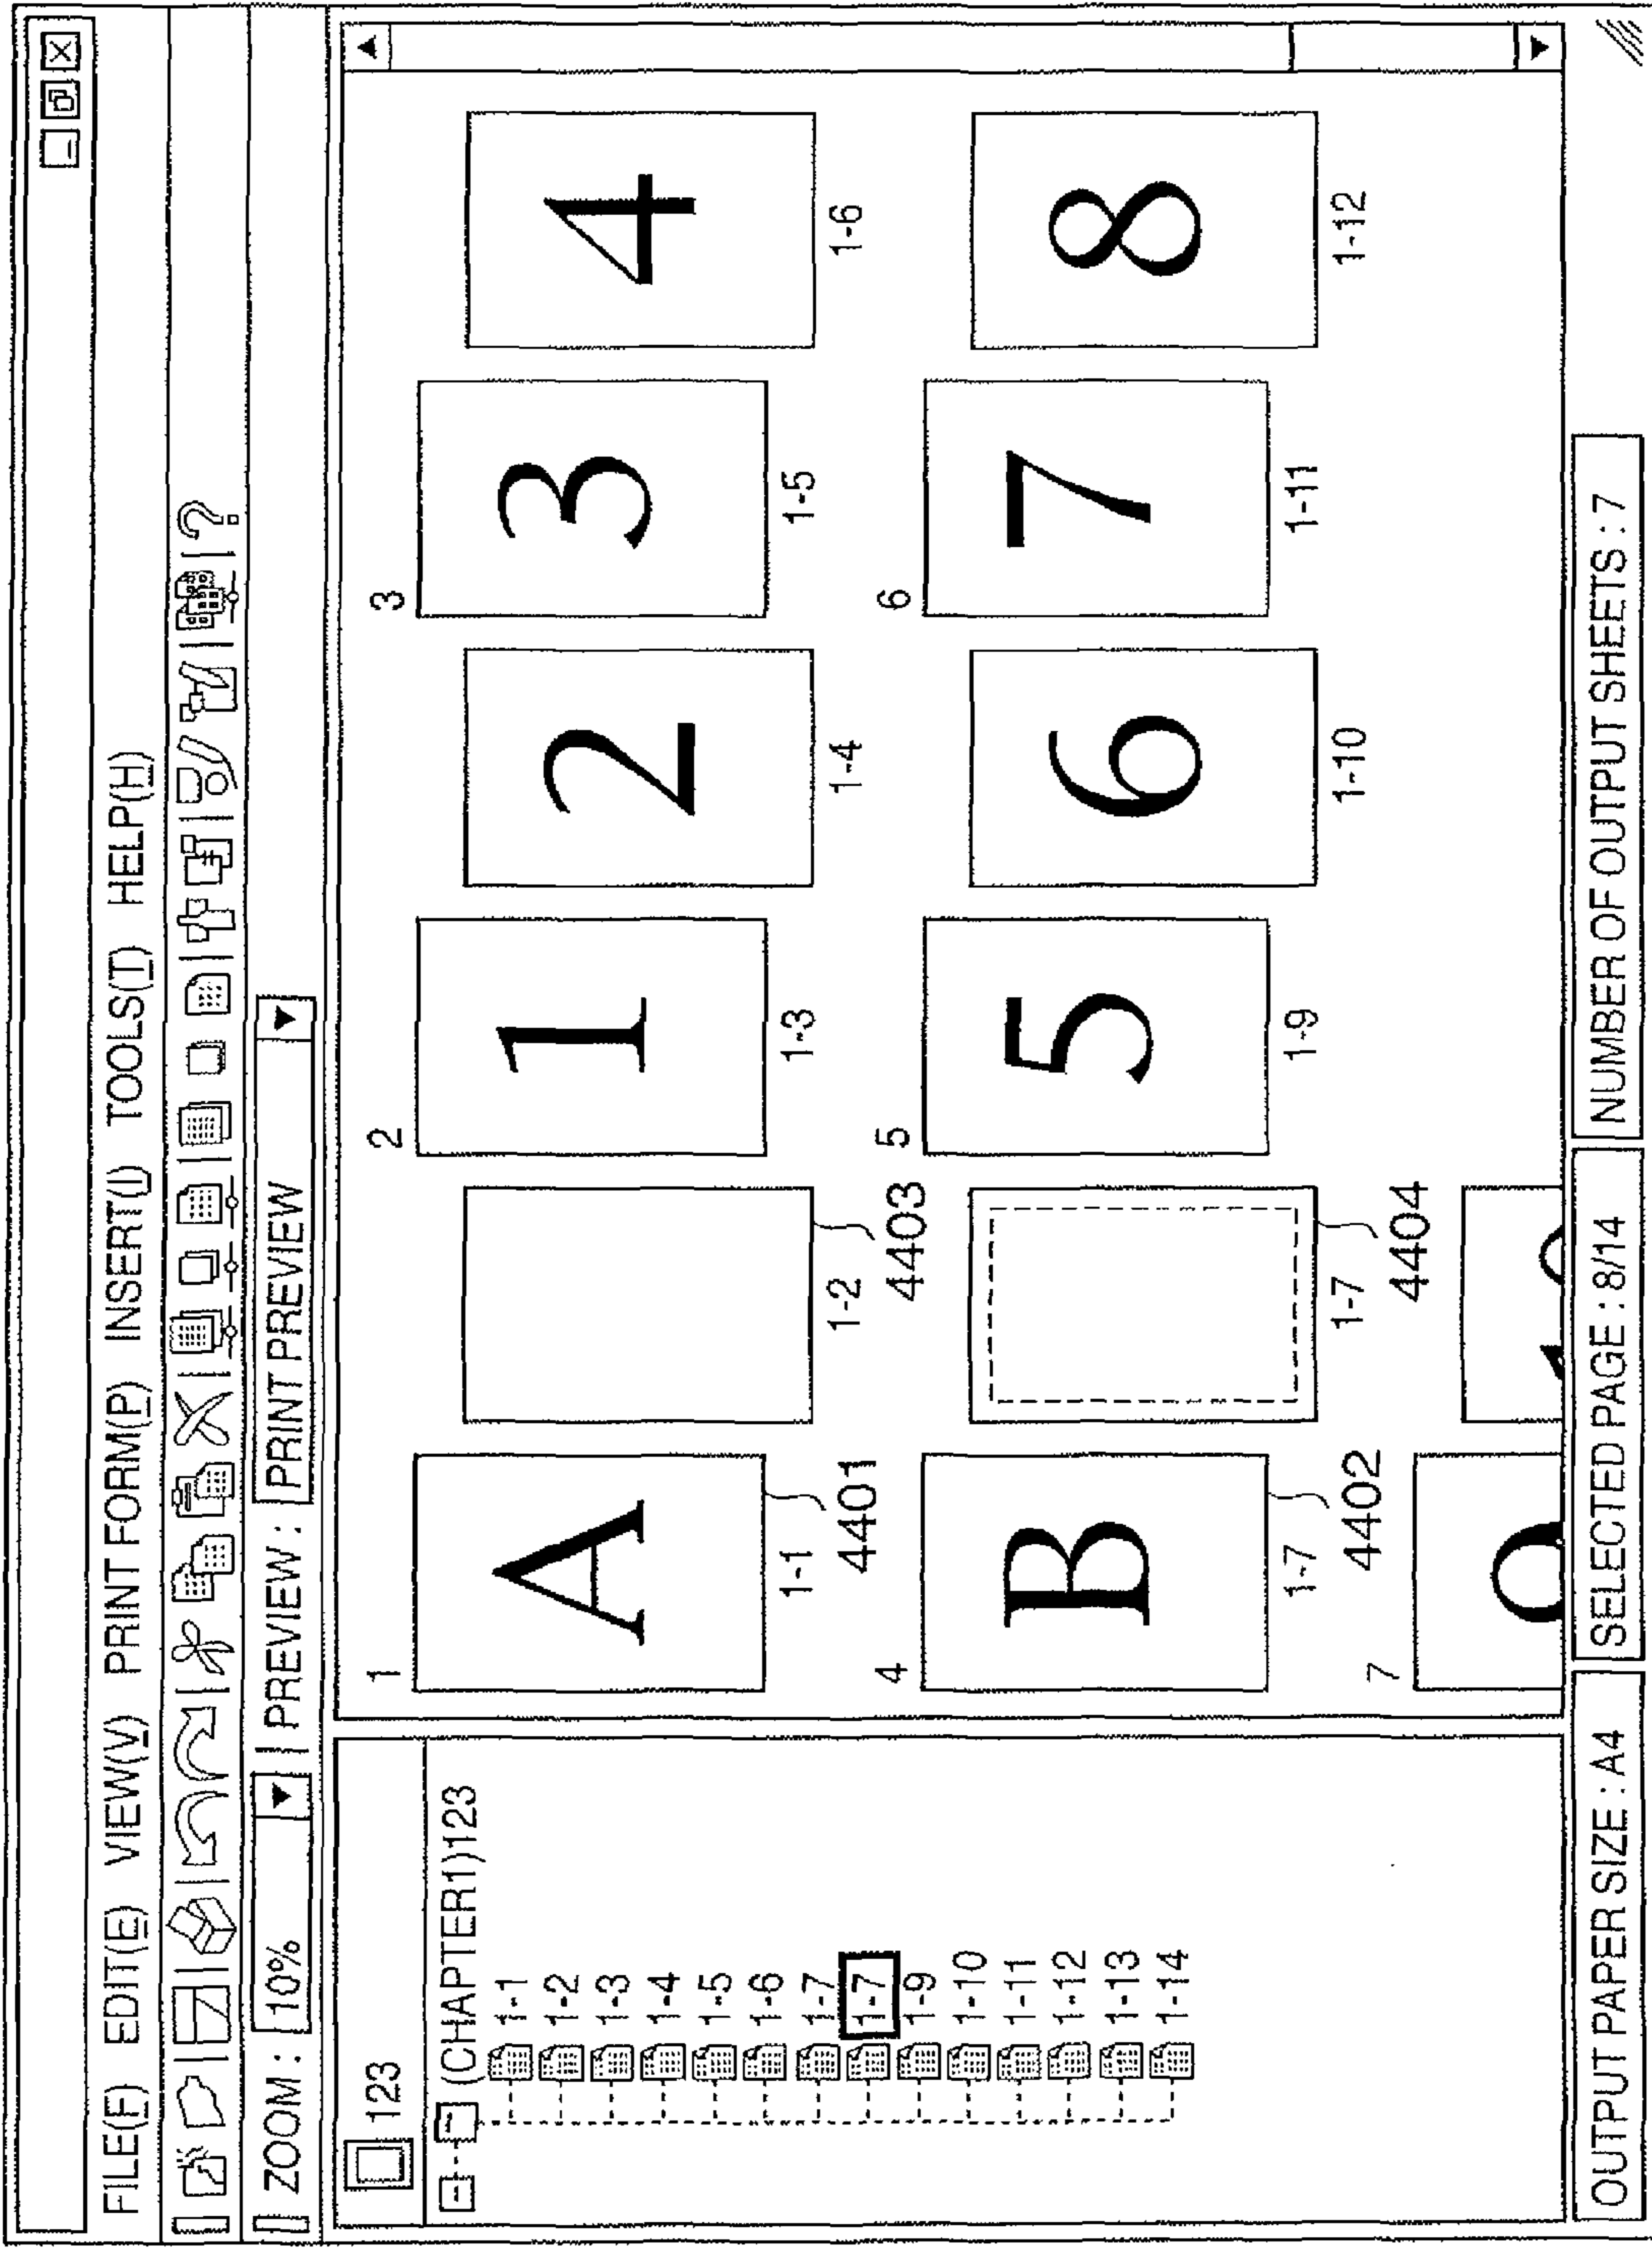 FILE(F) EDIT(E) VIEW(V) PRINT FORM(P) INSERT(I) TOOLS(T) HELP(H)
?
ZOOM : 10% PREVIEW : PRINT PREVIEW
123
(CHAPTER1)123
1-1
1-2
1-3
1-4
1-5
1-6
1-7
1-7
1-9
1-10
1-11
1-12
1-13
1-14
1 2 3
A 1 2 3 4
1-1 1-2 1-3 1-4 1-5 1-6
4401 4403
4 5 6
B 5 6 7 8
1-7 1-7 1-9 1-10 1-11 1-12
4402 4404
7
OUTPUT PAPER SIZE : A4 SELECTED PAGE : 8/14 NUMBER OF OUTPUT SHEETS : 7